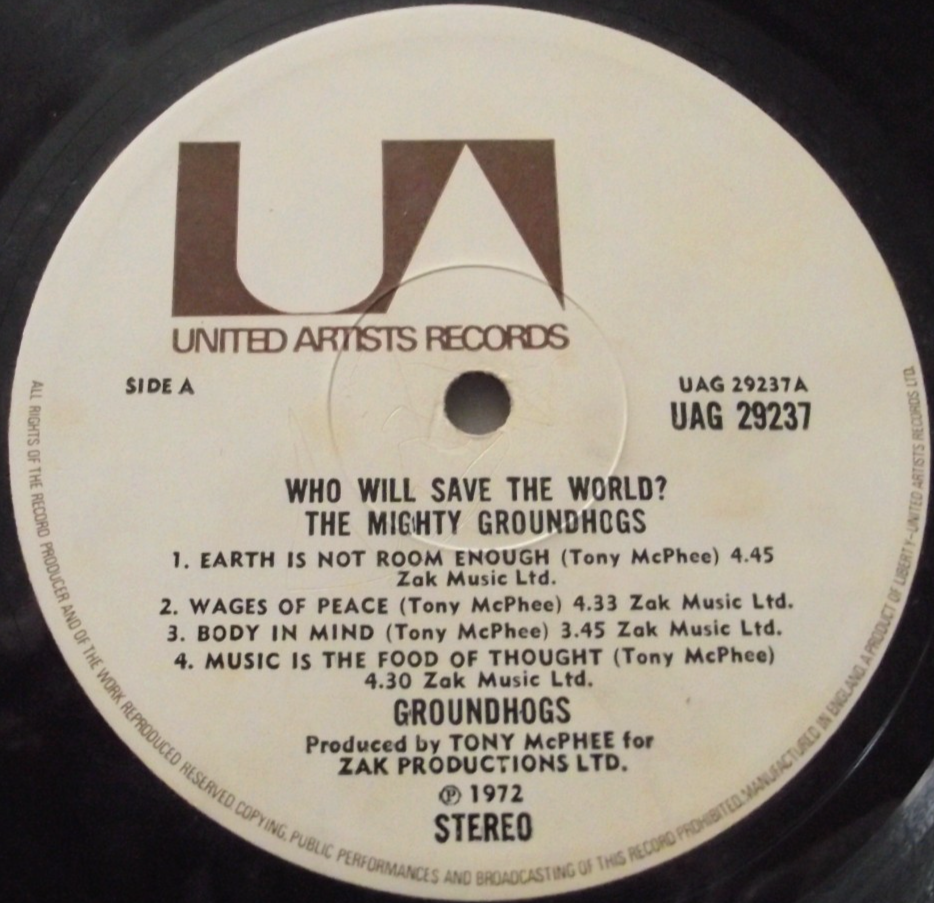 UA
UNITED ARTISTS RECORDS
SIDE A
UAG 29237A
UAG 29237
WHO WILL SAVE THE WORLD?
THE MIGHTY GROUNDHOGS
1. EARTH IS NOT ROOM ENOUGH (Tony McPhee) 4.45
Zak Music Ltd.
2. WAGES OF PEACE (Tony McPhee) 4.33 Zak Music Ltd.
3. BODY IN MIND (Tony McPhee) 3.45 Zak Music Ltd.
4. MUSIC IS THE FOOD OF THOUGHT (Tony McPhee)
4.30 Zak Music Ltd.
GROUNDHOGS
Produced by TONY McPHEE for
ZAK PRODUCTIONS LTD.
℗ 1972
STEREO
ALL RIGHTS OF THE RECORD PRODUCER AND OF THE WORK REPRODUCED RESERVED. COPYING, PUBLIC PERFORMANCES AND BROADCASTING OF THIS RECORD PROHIBITED. MANUFACTURED IN ENGLAND. A PRODUCT OF LIBERTY-UNITED ARTISTS RECORDS LTD.